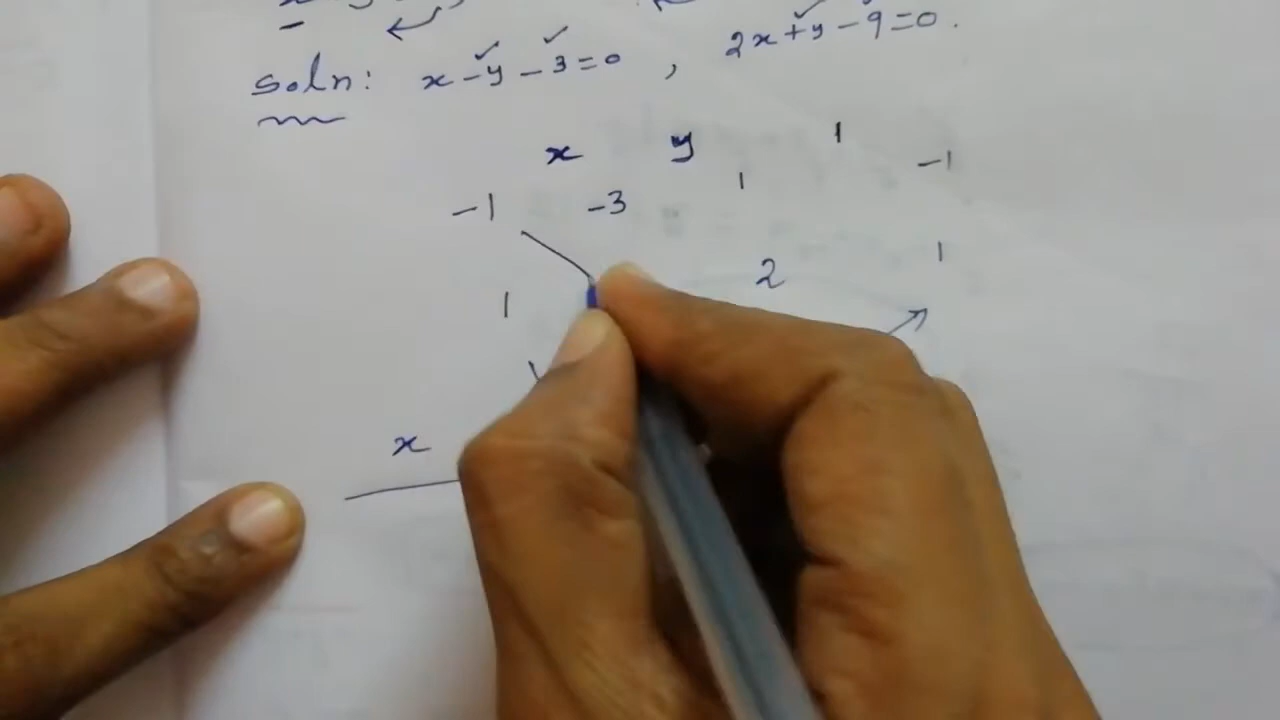 Soln: x - y - 3 = 0 , 2x + y - 9 = 0.
x y 1
-1 -3 1 -1
1 2 1
x